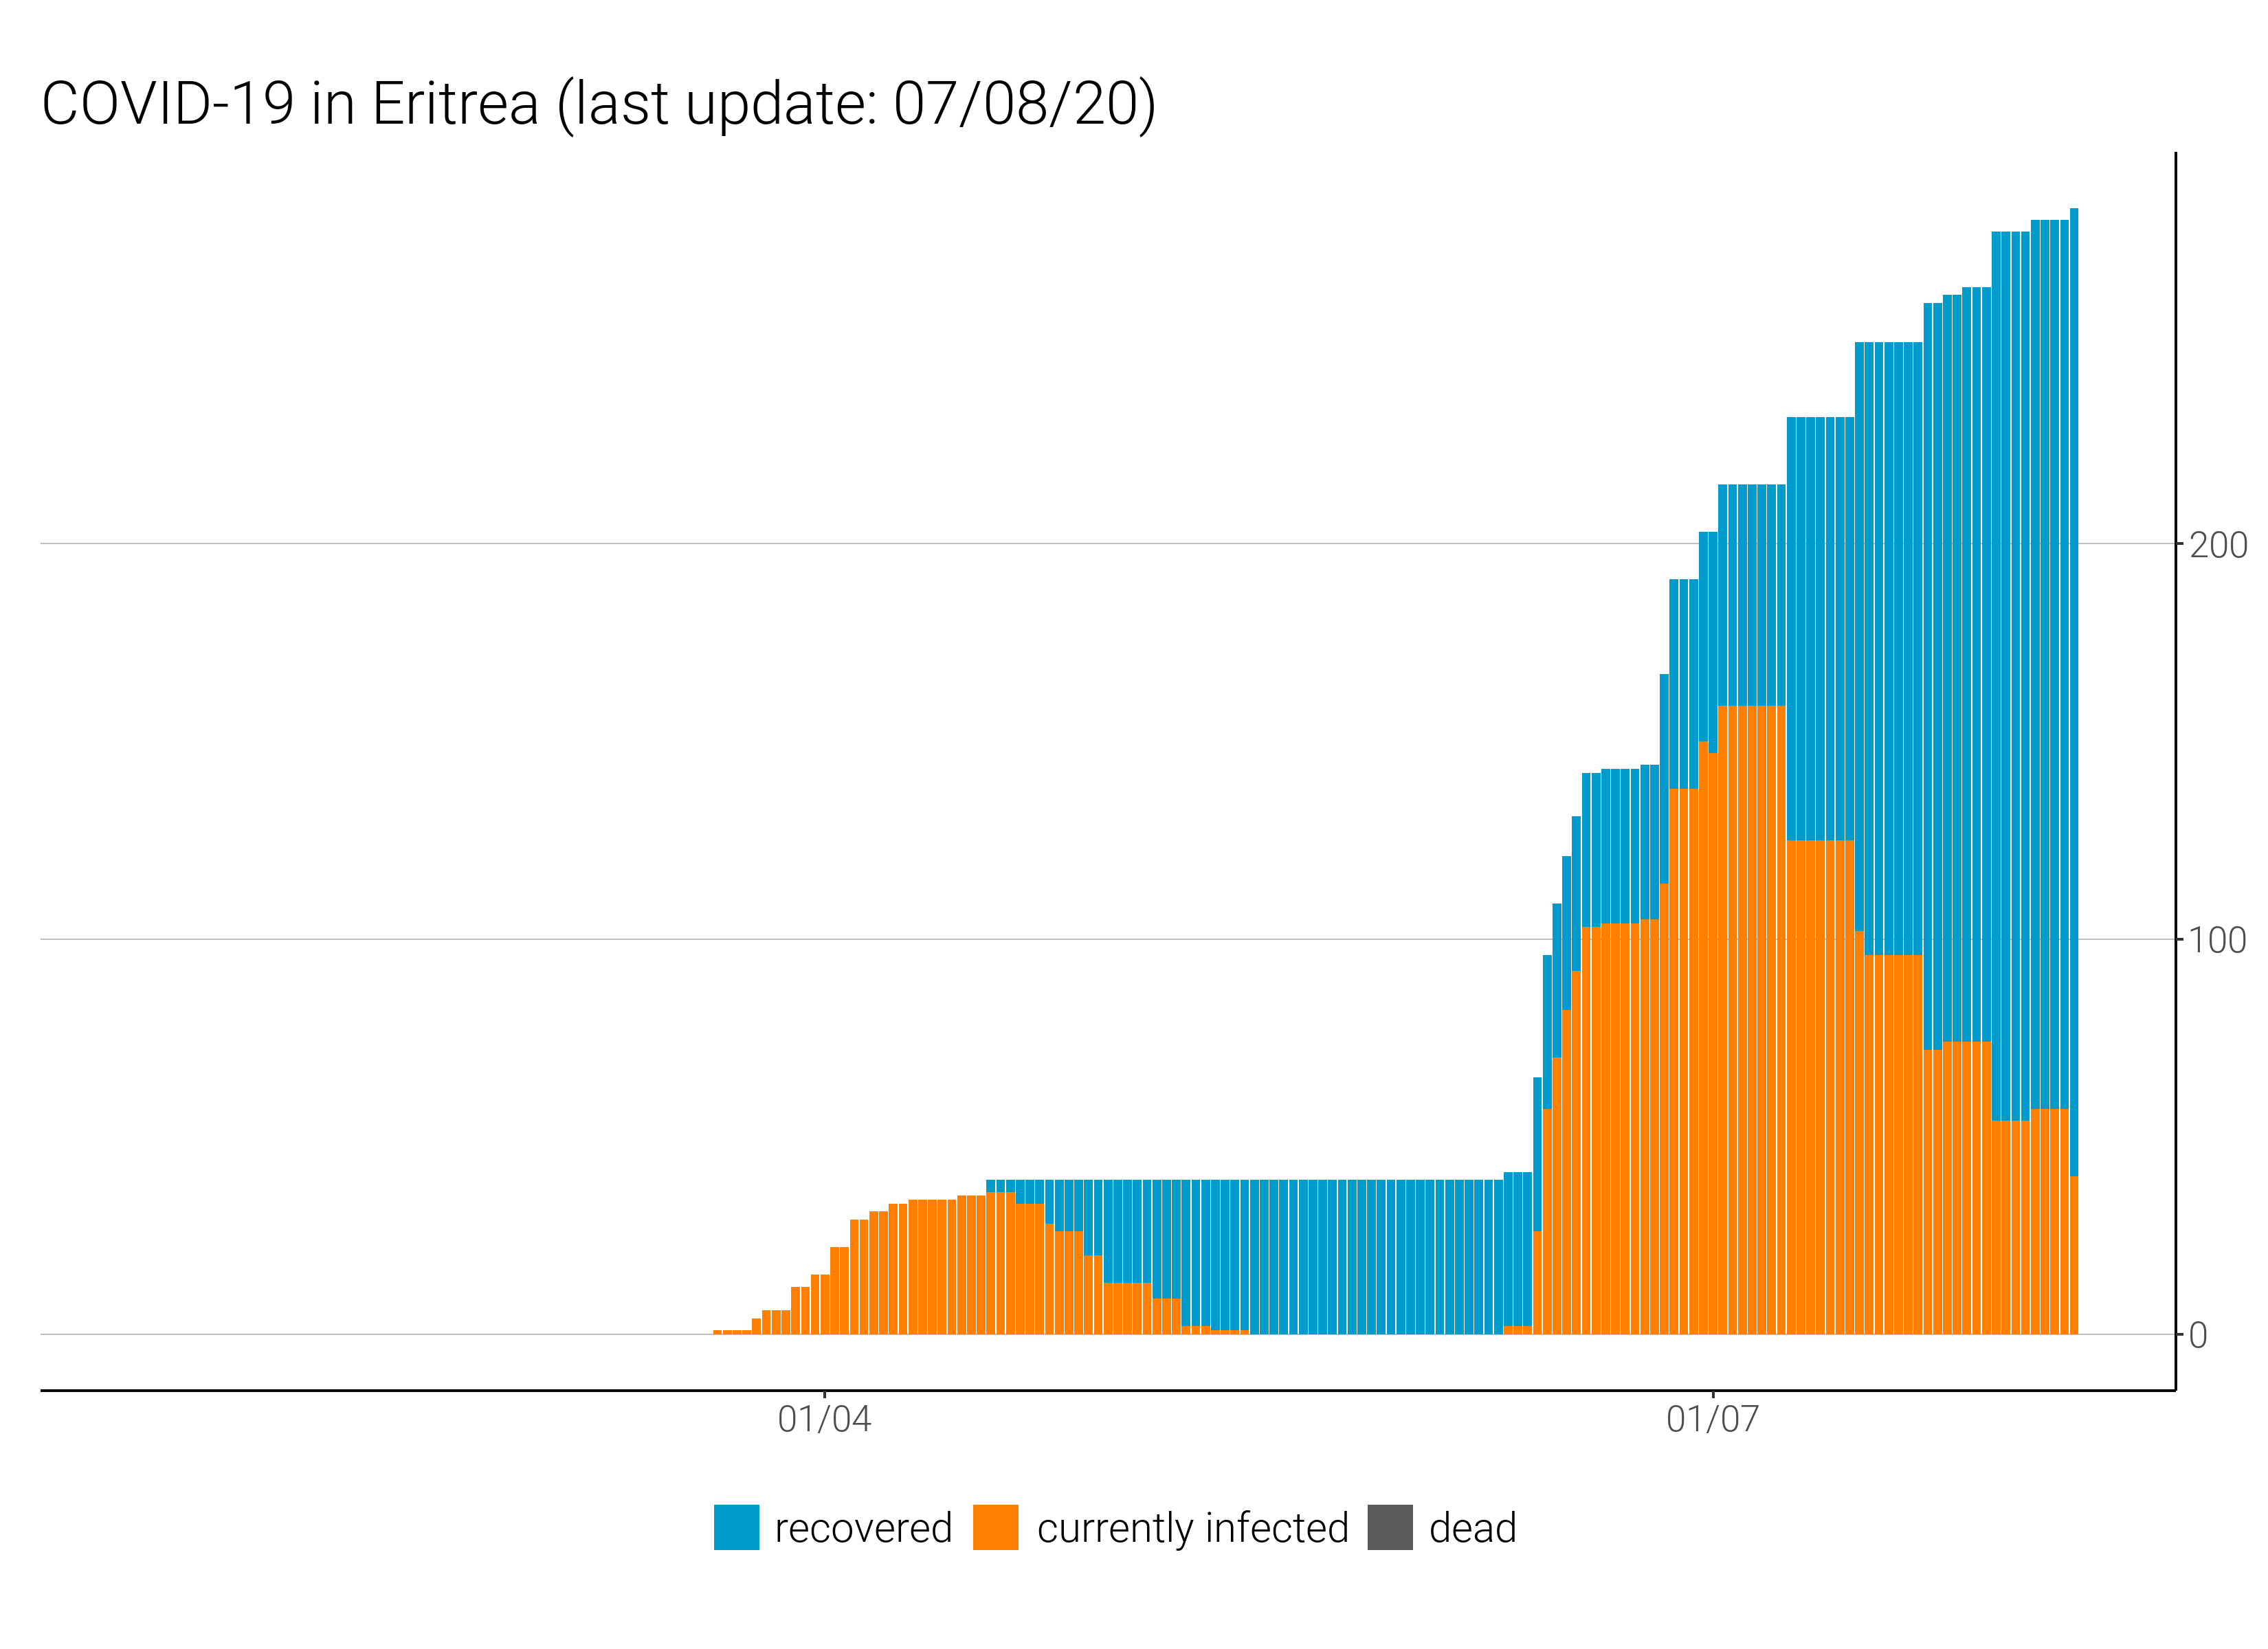 COVID-19 in Eritrea (last update: 07/08/20)
200
100
0
01/04 01/07
recovered currently infected dead